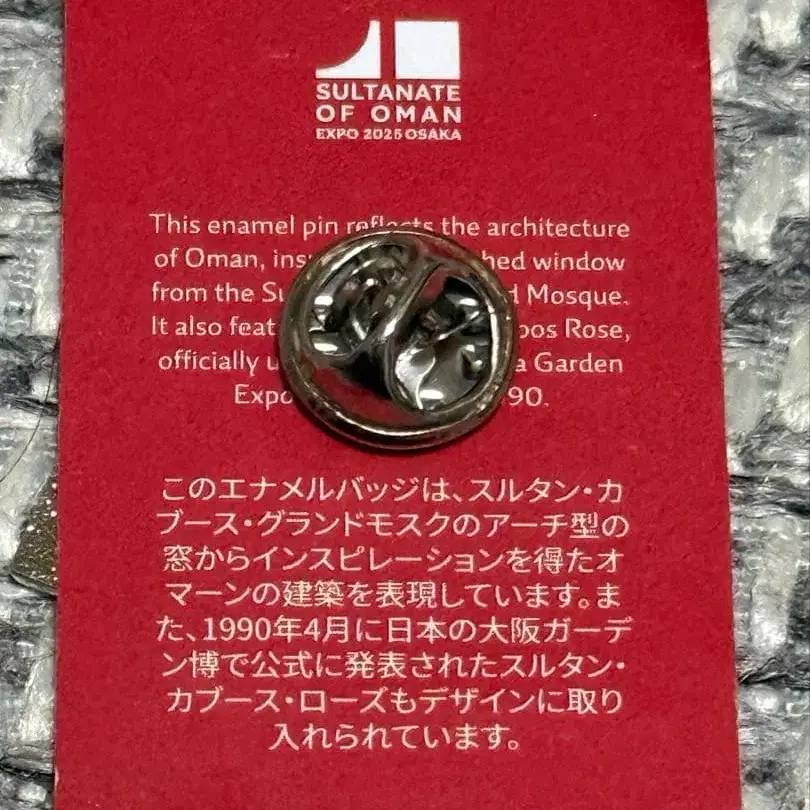 SULTANATE
OF OMAN
EXPO 2025 OSAKA
This enamel pin reflects the architecture
of Oman, window
from the Mosque.
It also Rose,
officially Garden
Expo 90.
このエナメルバッジは、スルタン・カ
ブース・グランドモスクのアーチ型の
窓からインスピレーションを得たオ
マーンの建築を表現しています。ま
た、1990年4月に日本の大阪ガーデ
ン博で公式に発表されたスルタン・
カブース・ローズもデザインに取り
入れられています。